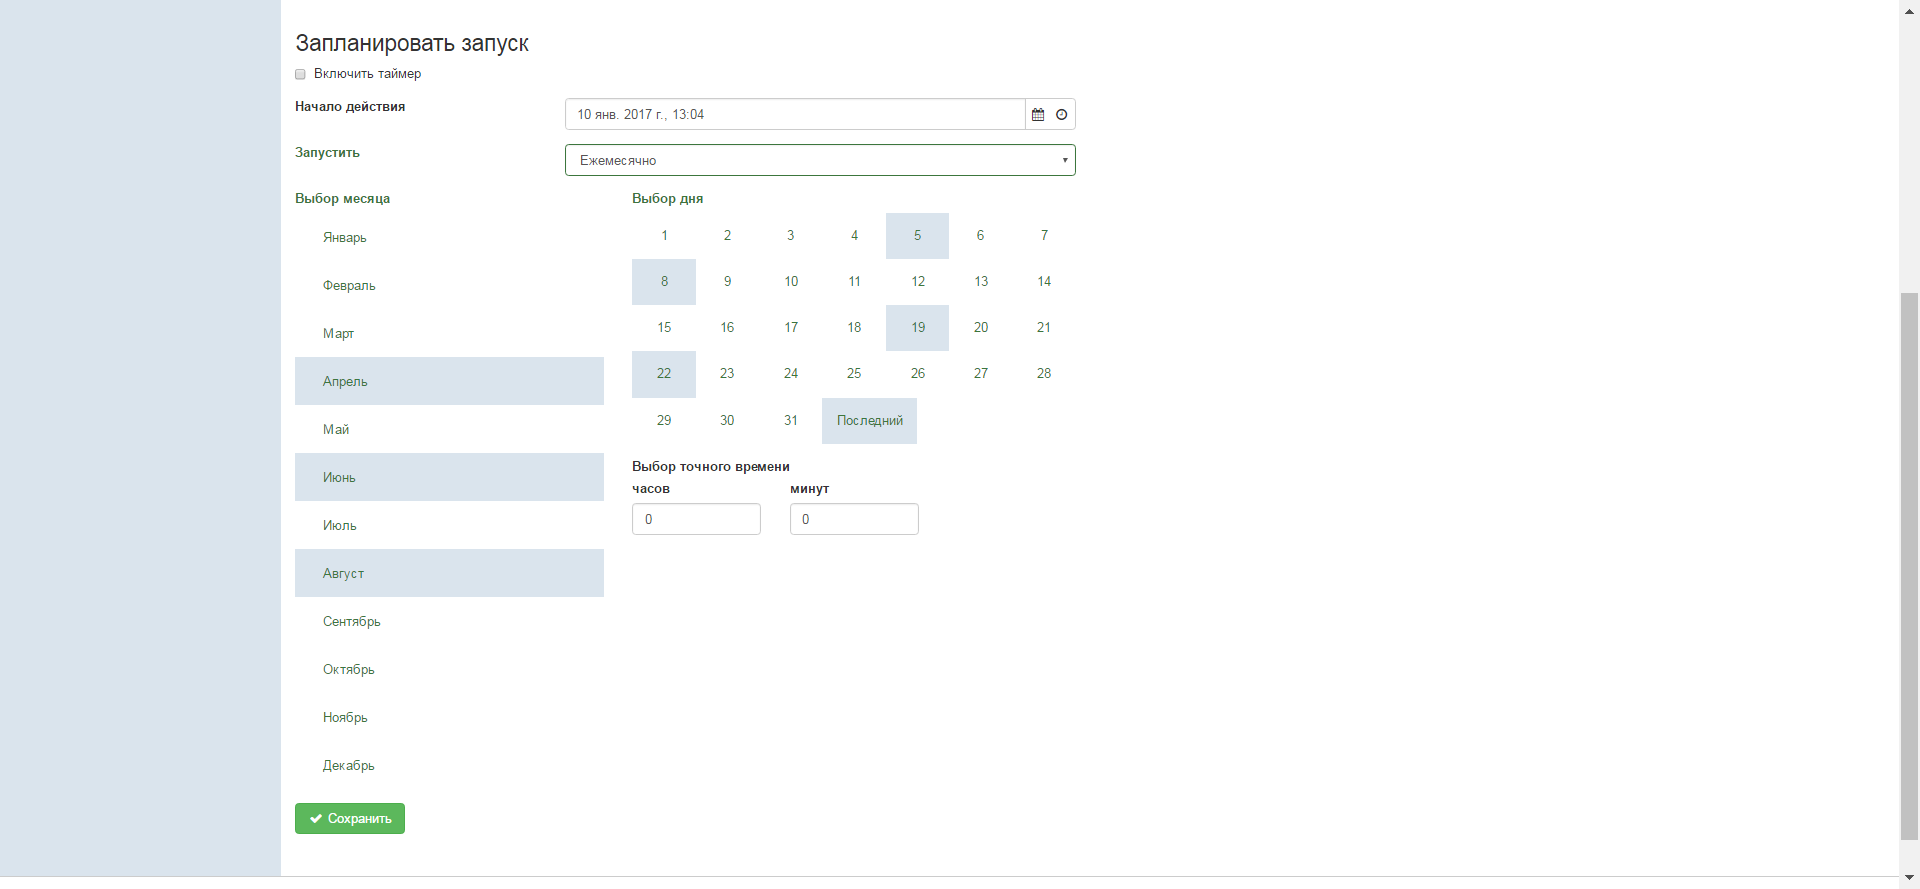 Запланировать запуск
Включить таймер
Начало действия
10 янв. 2017 г., 13:04
Запустить
Ежемесячно
Выбор месяца
Январь
Февраль
Март
Апрель
Май
Июнь
Июль
Август
Сентябрь
Октябрь
Ноябрь
Декабрь
Выбор дня
1 2 3 4 5 6 7
8 9 10 11 12 13 14
15 16 17 18 19 20 21
22 23 24 25 26 27 28
29 30 31 Последний
Выбор точного времени
часов минут
0 0
Сохранить